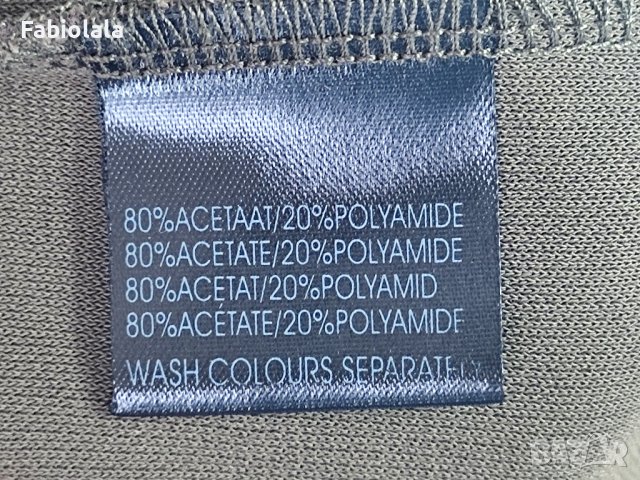 Fabiolala
80%ACETAAT/20%POLYAMIDE
80%ACETATE/20%POLYAMIDE
80%ACETAT/20%POLYAMID
80%ACÉTATE/20%POLYAMIDE
WASH COLOURS SEPARATELY
BAZAR